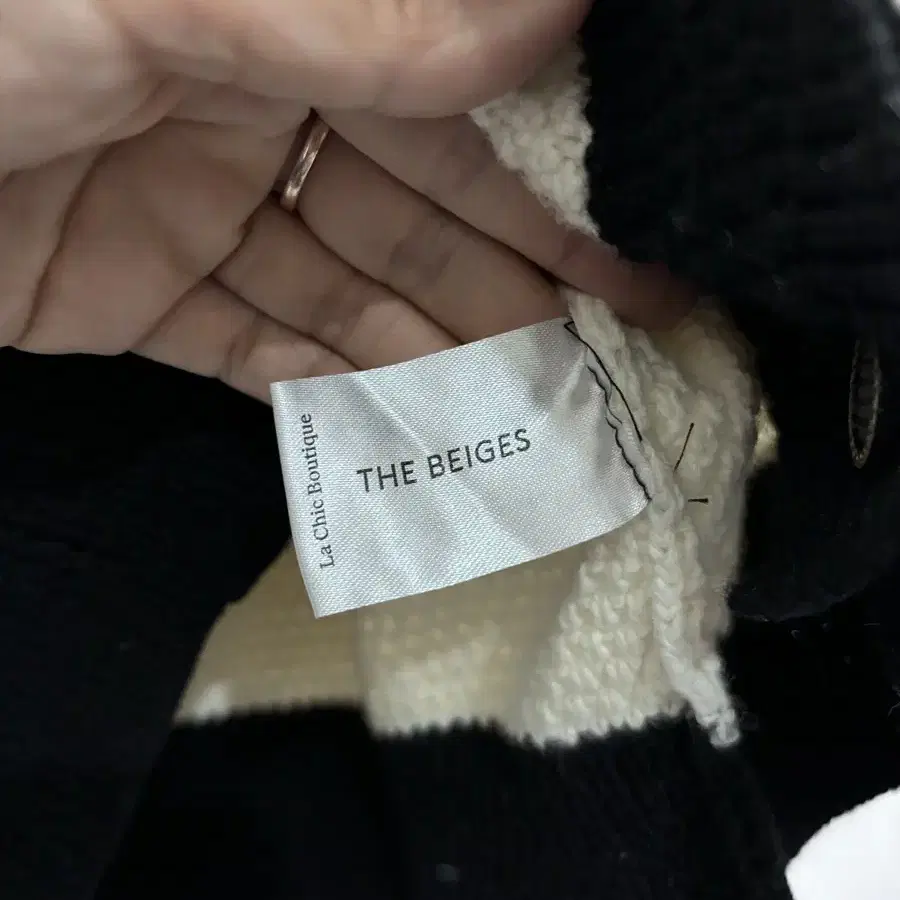 THE BEIGES
La Chic Boutique